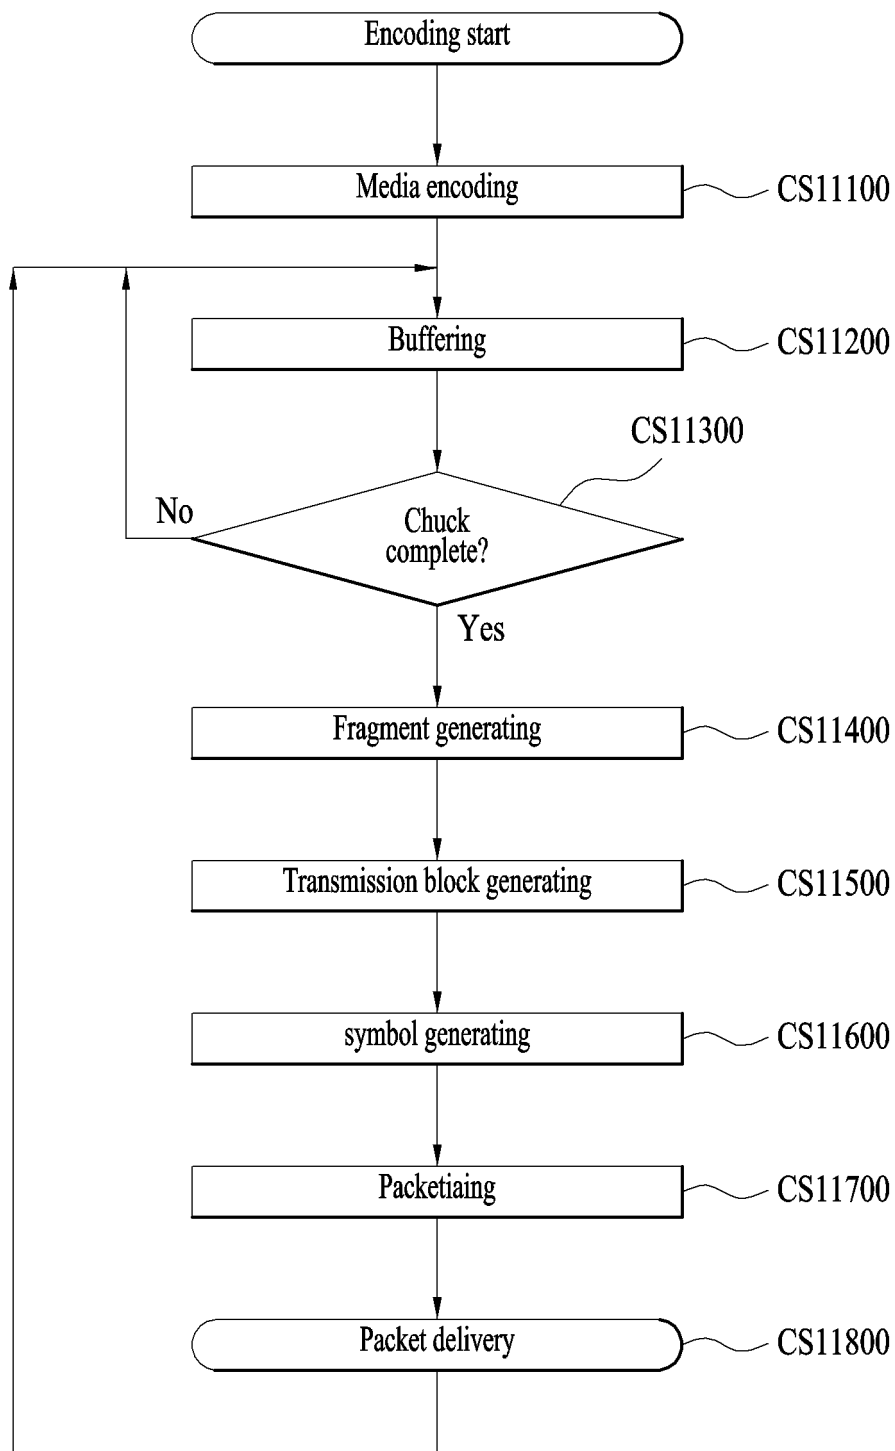 Encoding start
Media encoding
CS11100
Buffering
CS11200
CS11300
No
Chuck
complete?
Yes
Fragment generating
CS11400
Transmission block generating
CS11500
symbol generating
CS11600
Packetiaing
CS11700
Packet delivery
CS11800